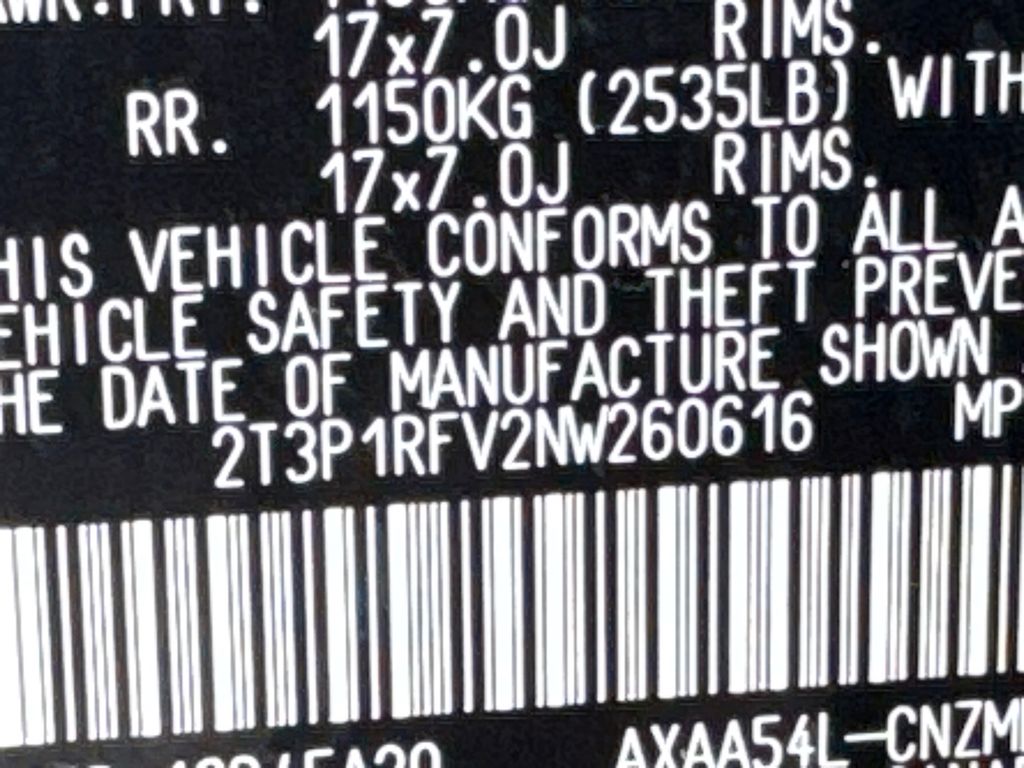 17x7.0J RIMS.
RR. 1150KG (2535LB) WITH
17x7.0J RIMS.
HIS VEHICLE CONFORMS TO ALL A
EHICLE SAFETY AND THEFT PREVE
HE DATE OF MANUFACTURE SHOWN
2T3P1RFV2NW260616 MP
AXAA54L-CNZM